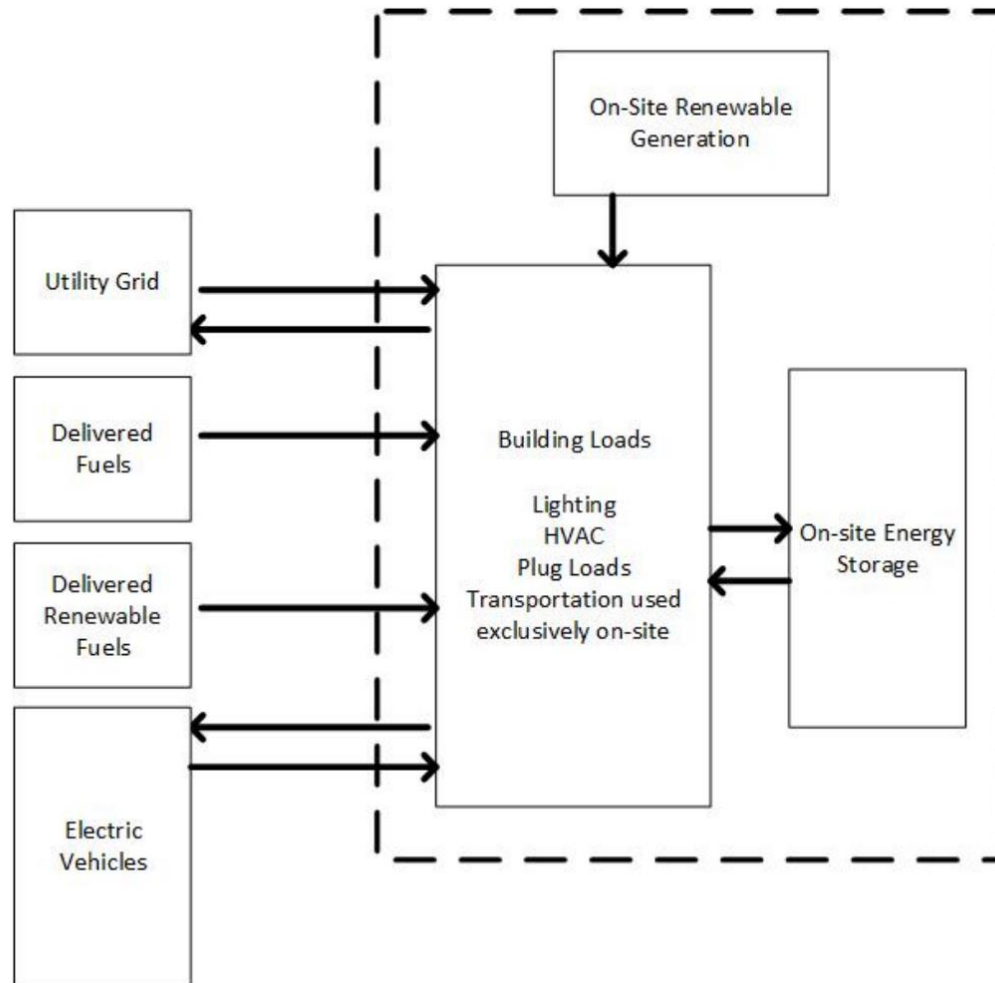 On-Site Renewable
Generation
Utility Grid
Delivered
Fuels
Delivered
Renewable
Fuels
Electric
Vehicles
Building Loads
Lighting
HVAC
Plug Loads
Transportation used
exclusively on-site
On-site Energy
Storage